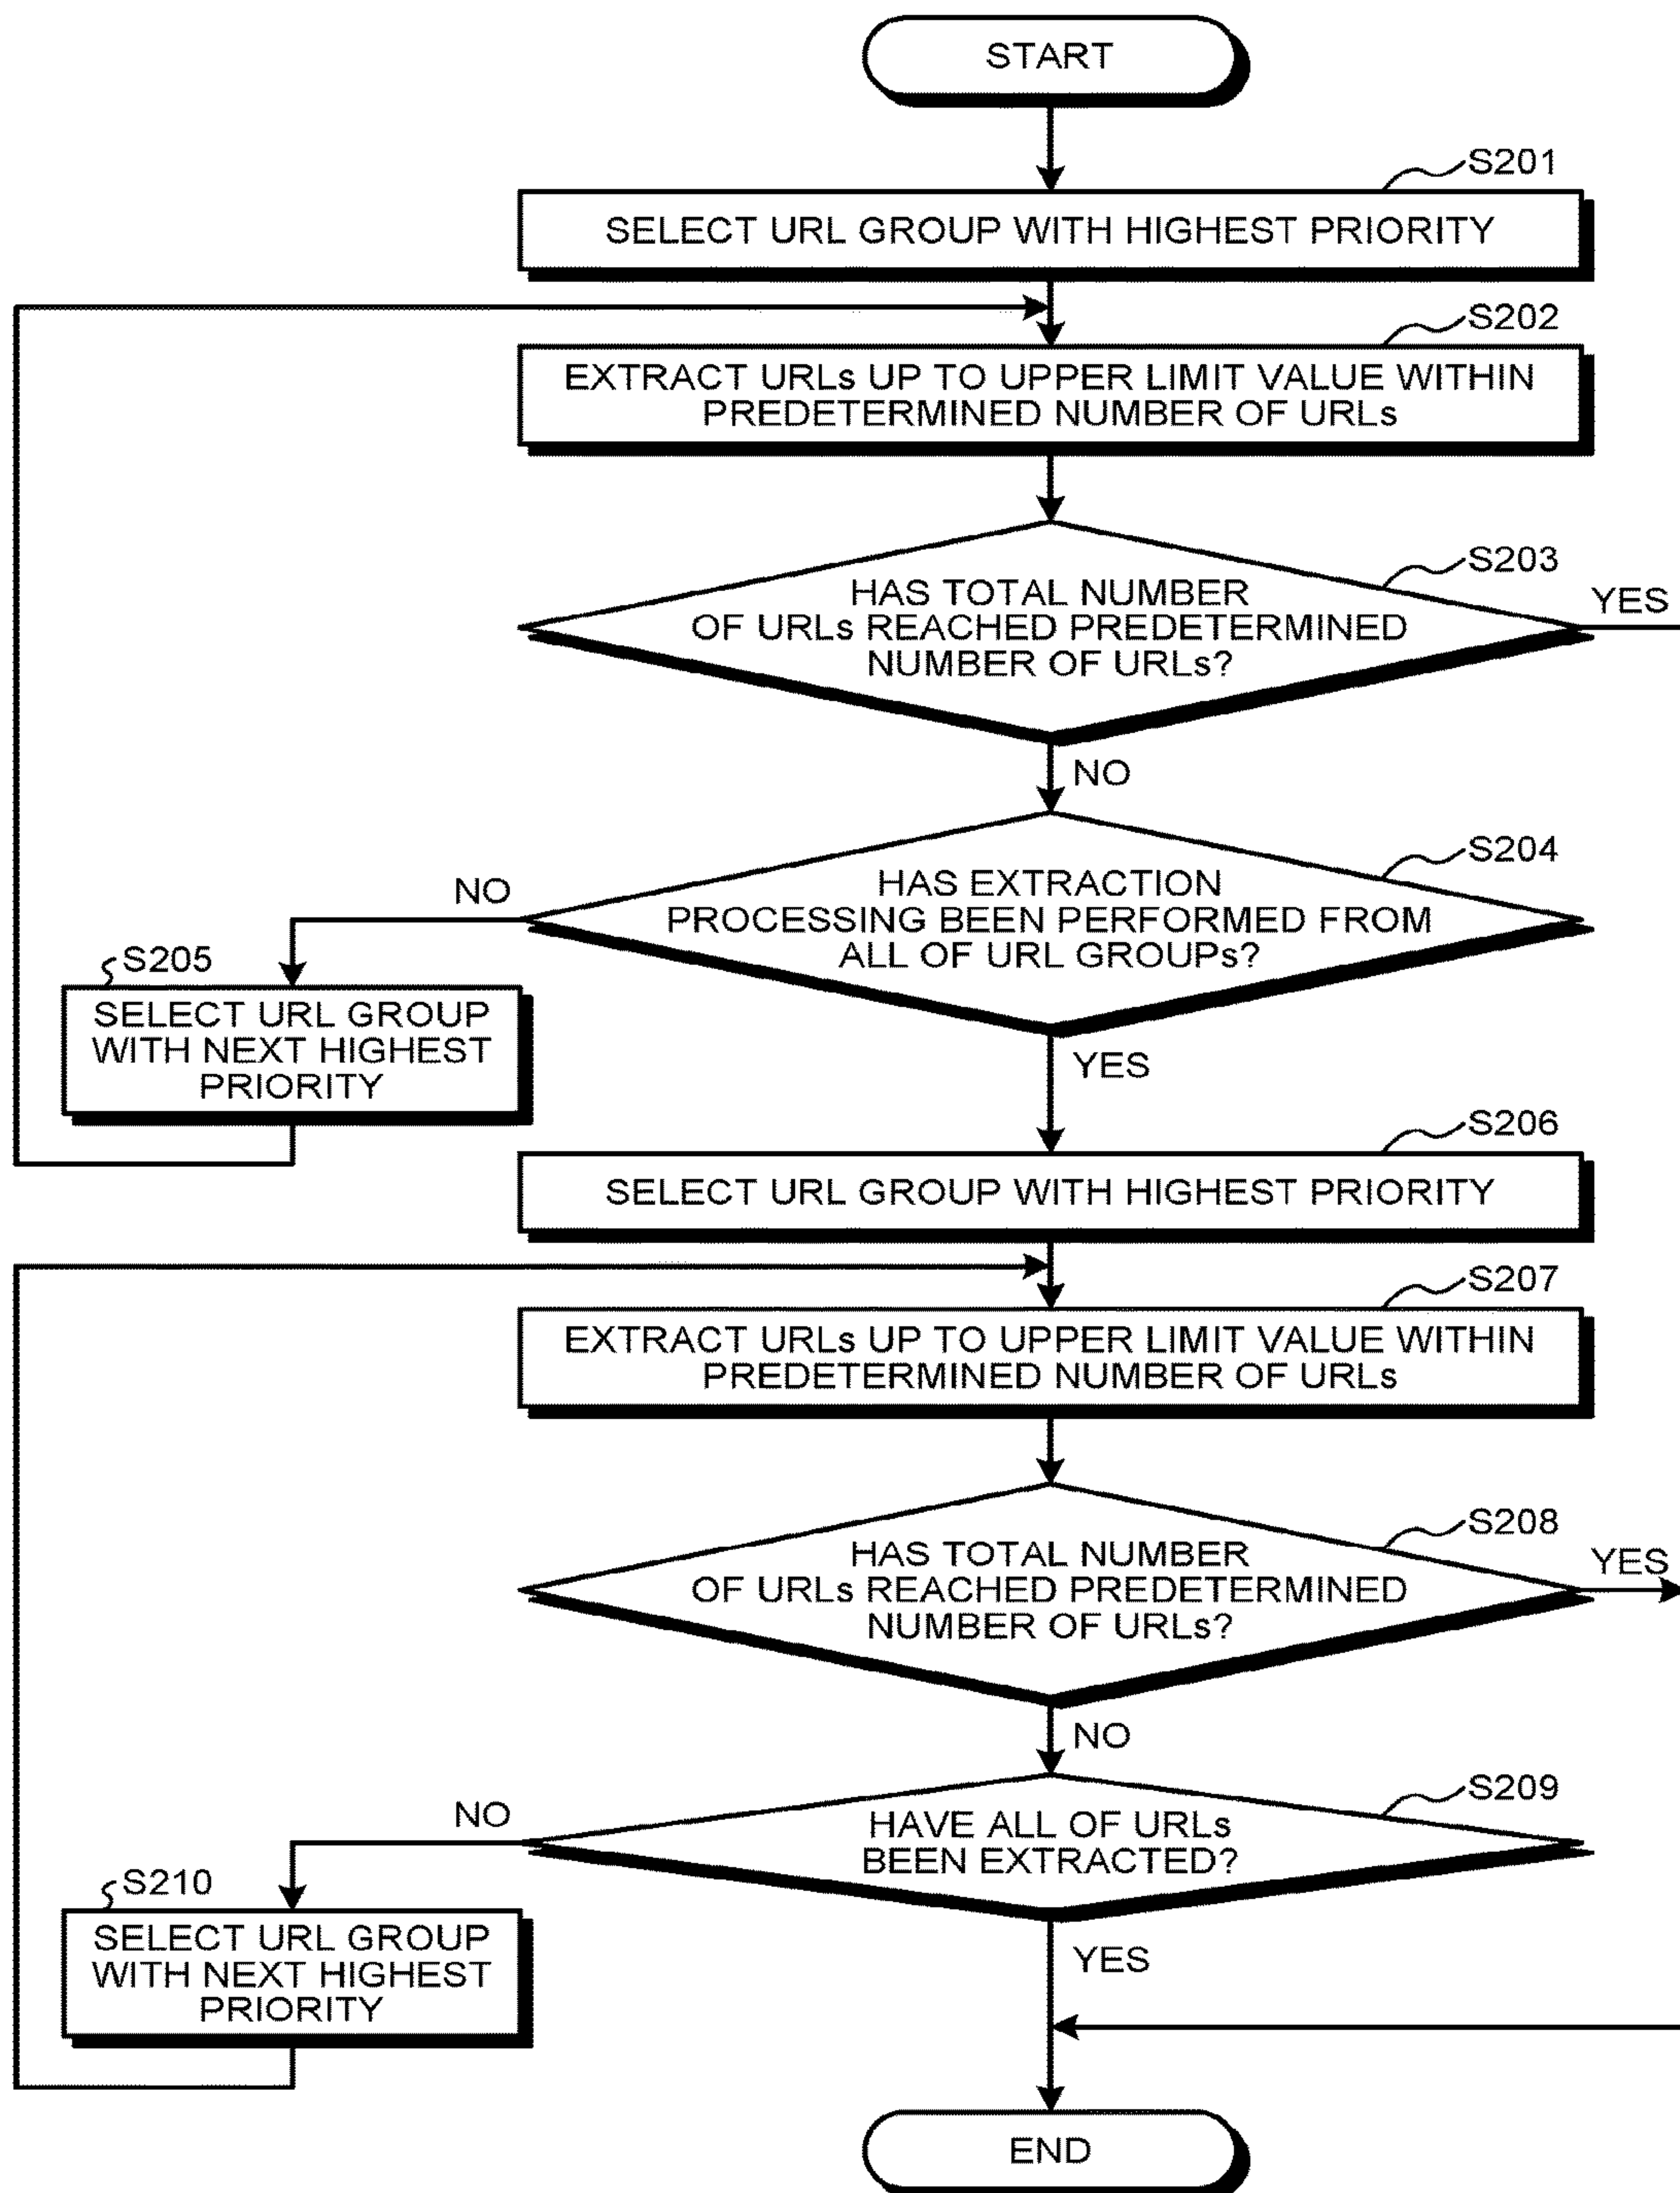 START
S201
SELECT URL GROUP WITH HIGHEST PRIORITY
S202
EXTRACT URLs UP TO UPPER LIMIT VALUE WITHIN
PREDETERMINED NUMBER OF URLs
S203
HAS TOTAL NUMBER
OF URLs REACHED PREDETERMINED
NUMBER OF URLs?
YES
NO
S204
HAS EXTRACTION
PROCESSING BEEN PERFORMED FROM
ALL OF URL GROUPs?
NO
S205
SELECT URL GROUP
WITH NEXT HIGHEST
PRIORITY
YES
S206
SELECT URL GROUP WITH HIGHEST PRIORITY
S207
EXTRACT URLs UP TO UPPER LIMIT VALUE WITHIN
PREDETERMINED NUMBER OF URLs
S208
HAS TOTAL NUMBER
OF URLs REACHED PREDETERMINED
NUMBER OF URLs?
YES
NO
S209
HAVE ALL OF URLs
BEEN EXTRACTED?
NO
S210
SELECT URL GROUP
WITH NEXT HIGHEST
PRIORITY
YES
END